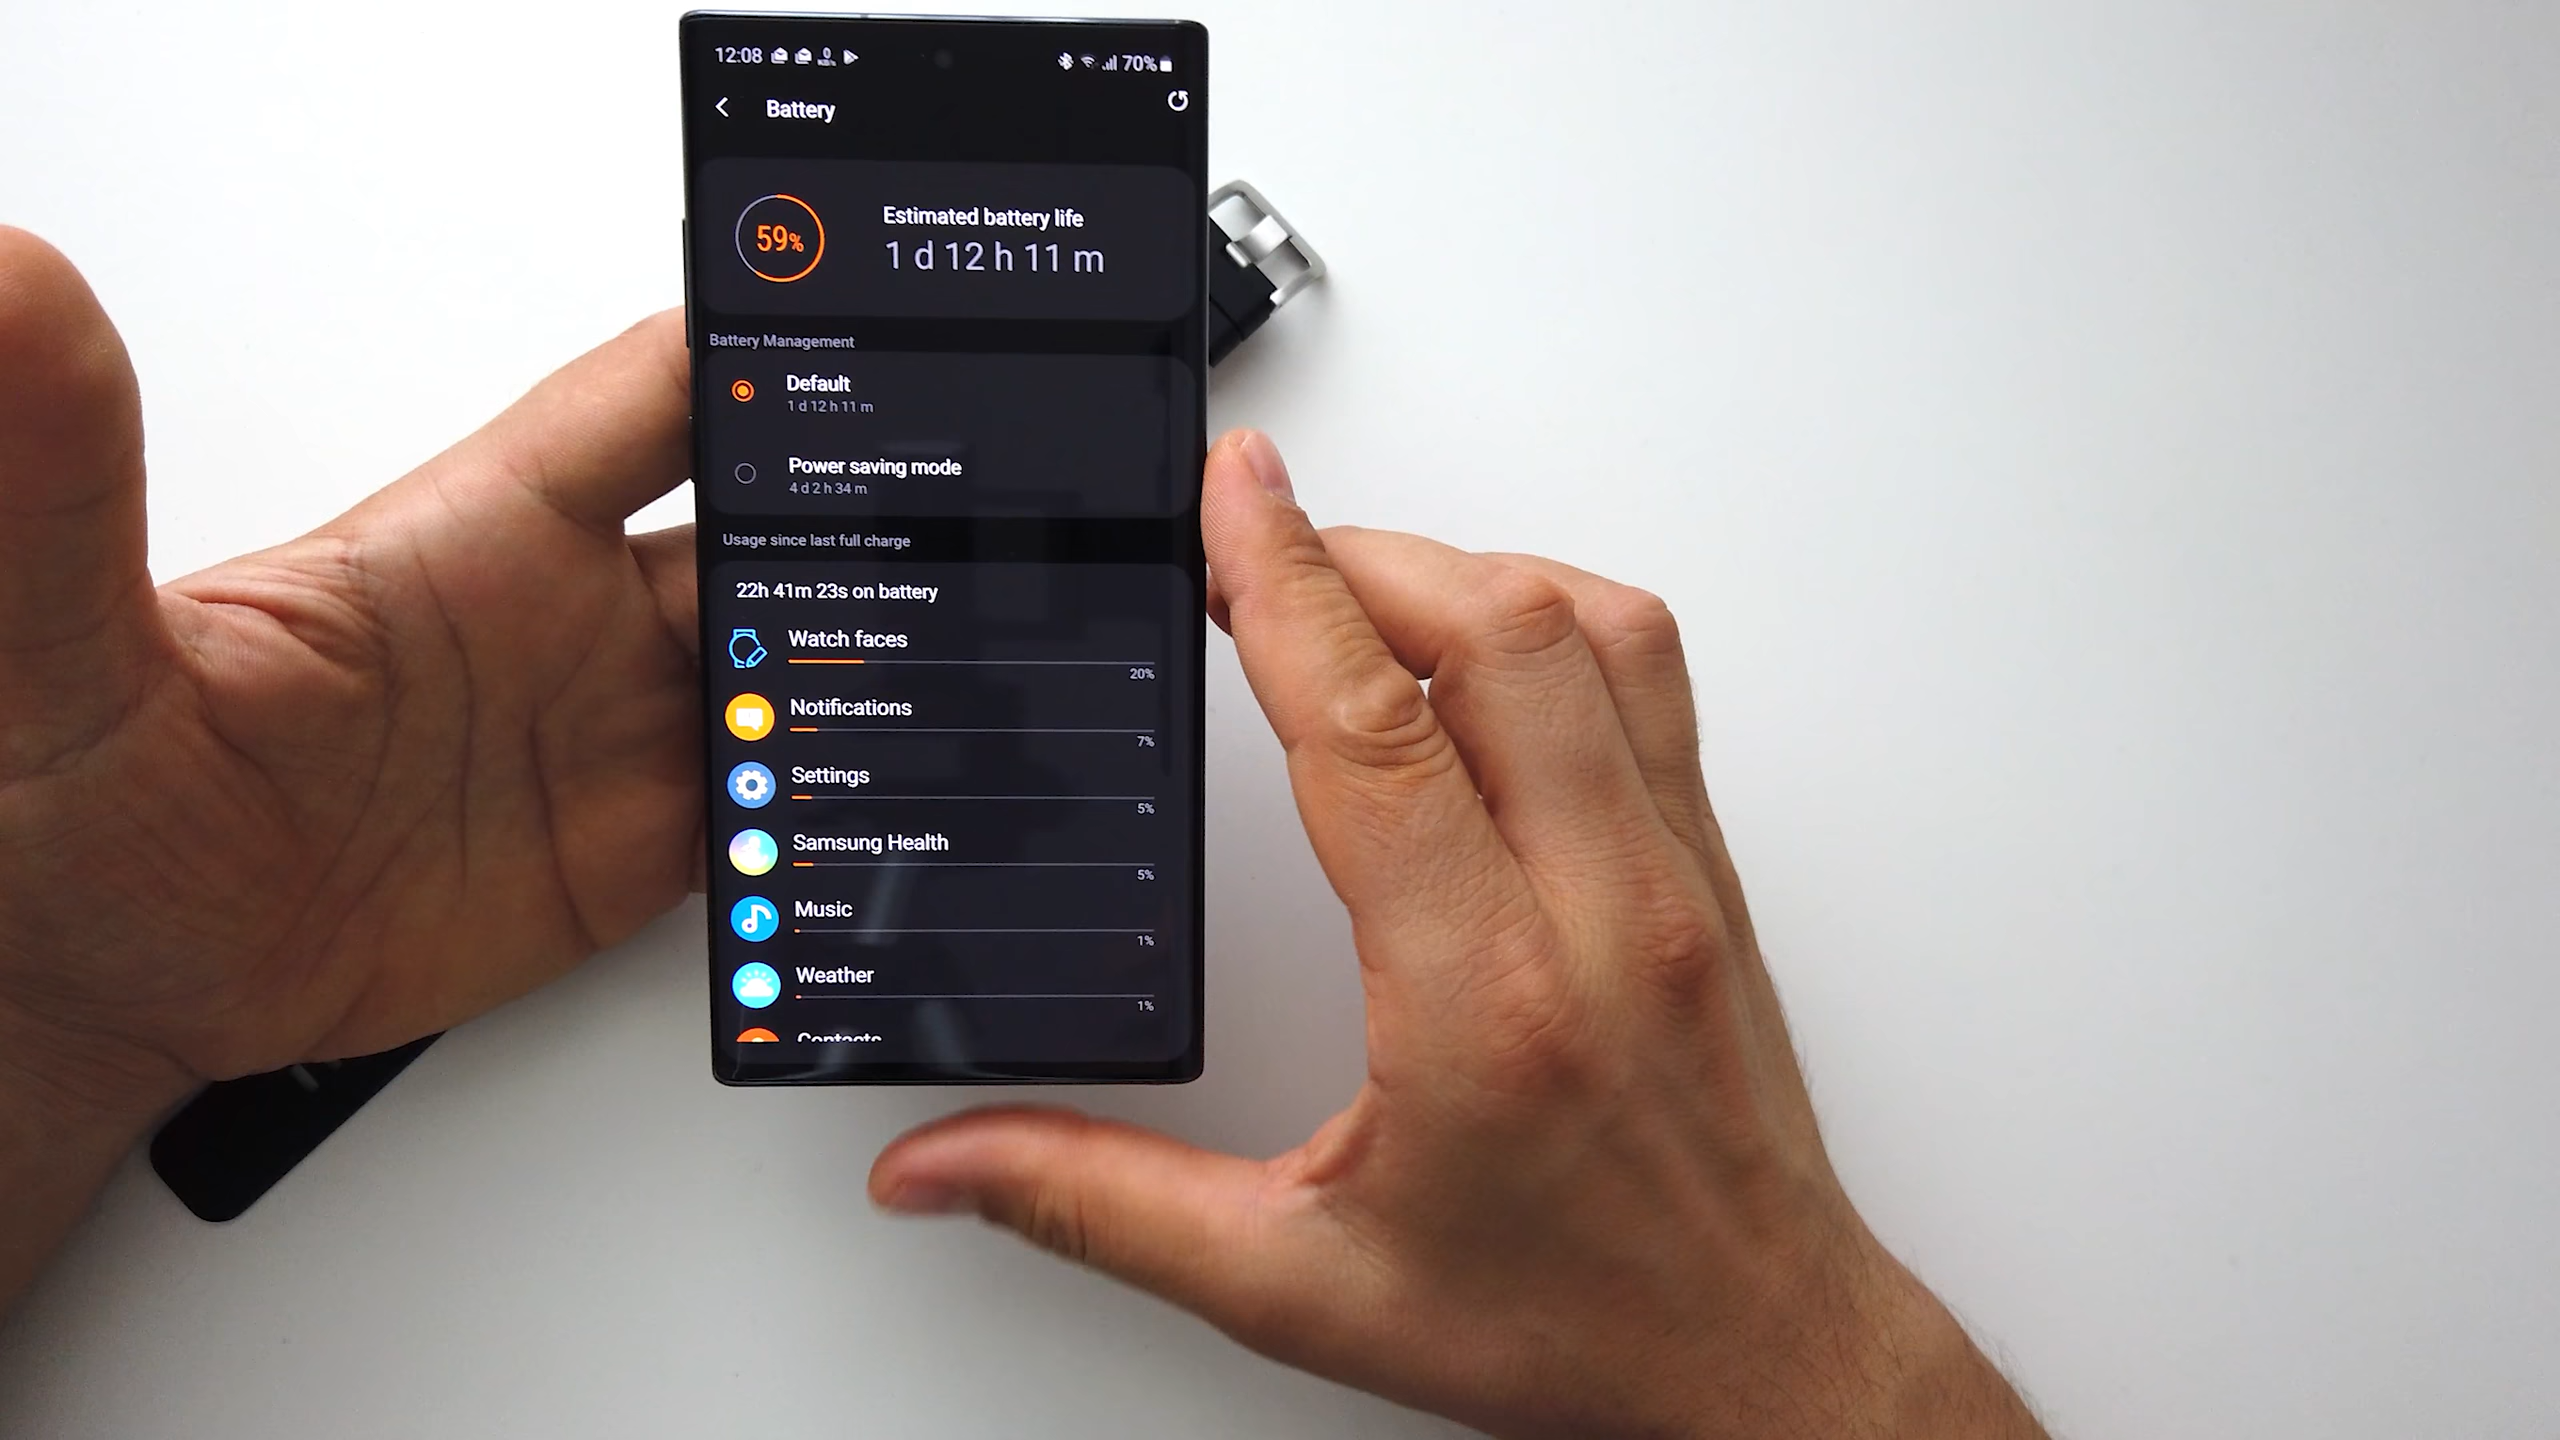 12:08 70%
Battery
59%
Estimated battery life
1 d 12 h 11 m
Battery Management
Default
1 d 12 h 11 m
Power saving mode
4 d 2 h 34 m
Usage since last full charge
22h 41m 23s on battery
Watch faces
20%
Notifications
7%
Settings
5%
Samsung Health
5%
Music
1%
Weather
1%
Contacts